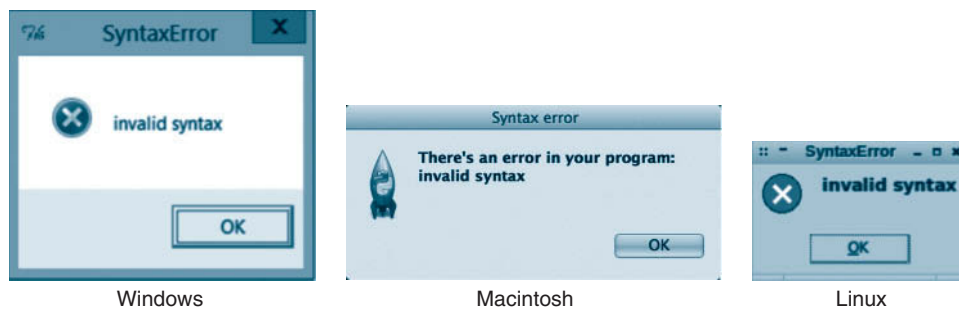 SyntaxError
X
invalid syntax
OK
Windows
Syntax error
There's an error in your program:
invalid syntax
OK
Macintosh
SyntaxError
invalid syntax
OK
Linux